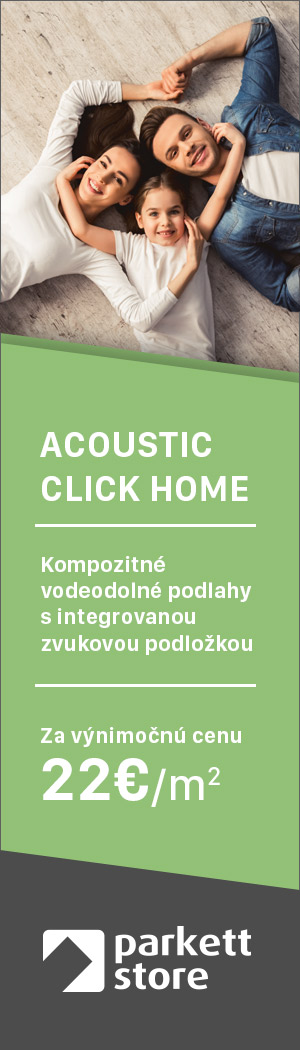 ACOUSTIC
CLICK HOME
Kompozitné
vodeodolné podlahy
s integrovanou
zvukovou podložkou
Za výnimočnú cenu
22€/m²
parkett
store